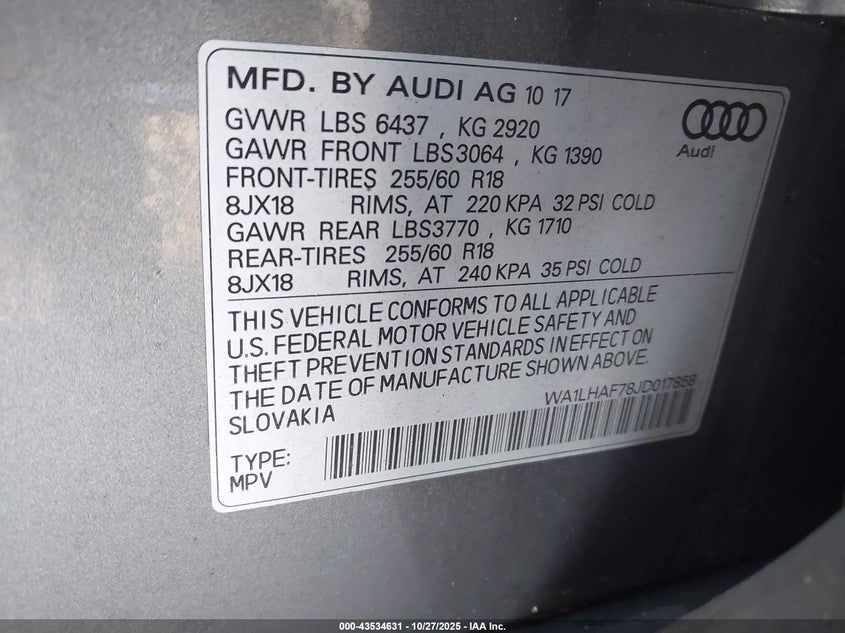 MFD. BY AUDI AG 10 17
GVWR LBS 6437 , KG 2920
GAWR FRONT LBS3064 , KG 1390
FRONT-TIRES 255/60 R18
8JX18 RIMS, AT 220 KPA 32 PSI COLD
GAWR REAR LBS3770 , KG 1710
REAR-TIRES 255/60 R18
8JX18 RIMS, AT 240 KPA 35 PSI COLD
Audi
THIS VEHICLE CONFORMS TO ALL APPLICABLE
U.S. FEDERAL MOTOR VEHICLE SAFETY AND
THEFT PREVENTION STANDARDS IN EFFECT ON
THE DATE OF MANUFACTURE SHOWN ABOVE.
SLOVAKIA
WA1LHAF78JD017858
TYPE:
MPV
000-43534631 - 10/27/2025 - IAA Inc.